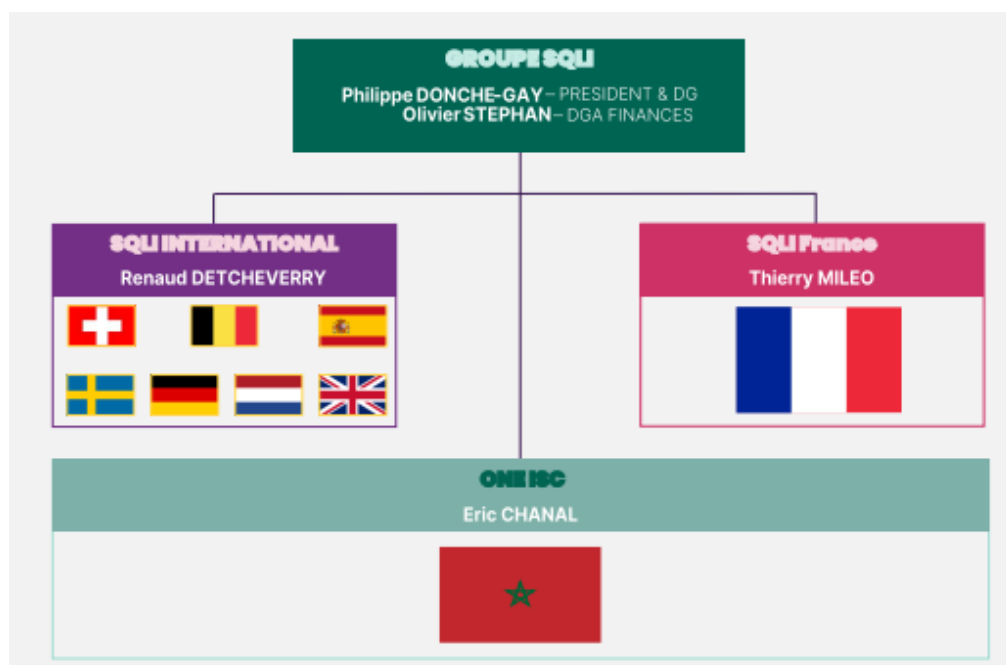 GROUPE SQLI
Philippe DONCHE-GAY – PRESIDENT & DG
Olivier STEPHAN – DGA FINANCES
SQLI INTERNATIONAL
Renaud DETCHEVERRY
SQLI France
Thierry MILEO
ONE ISC
Eric CHANAL